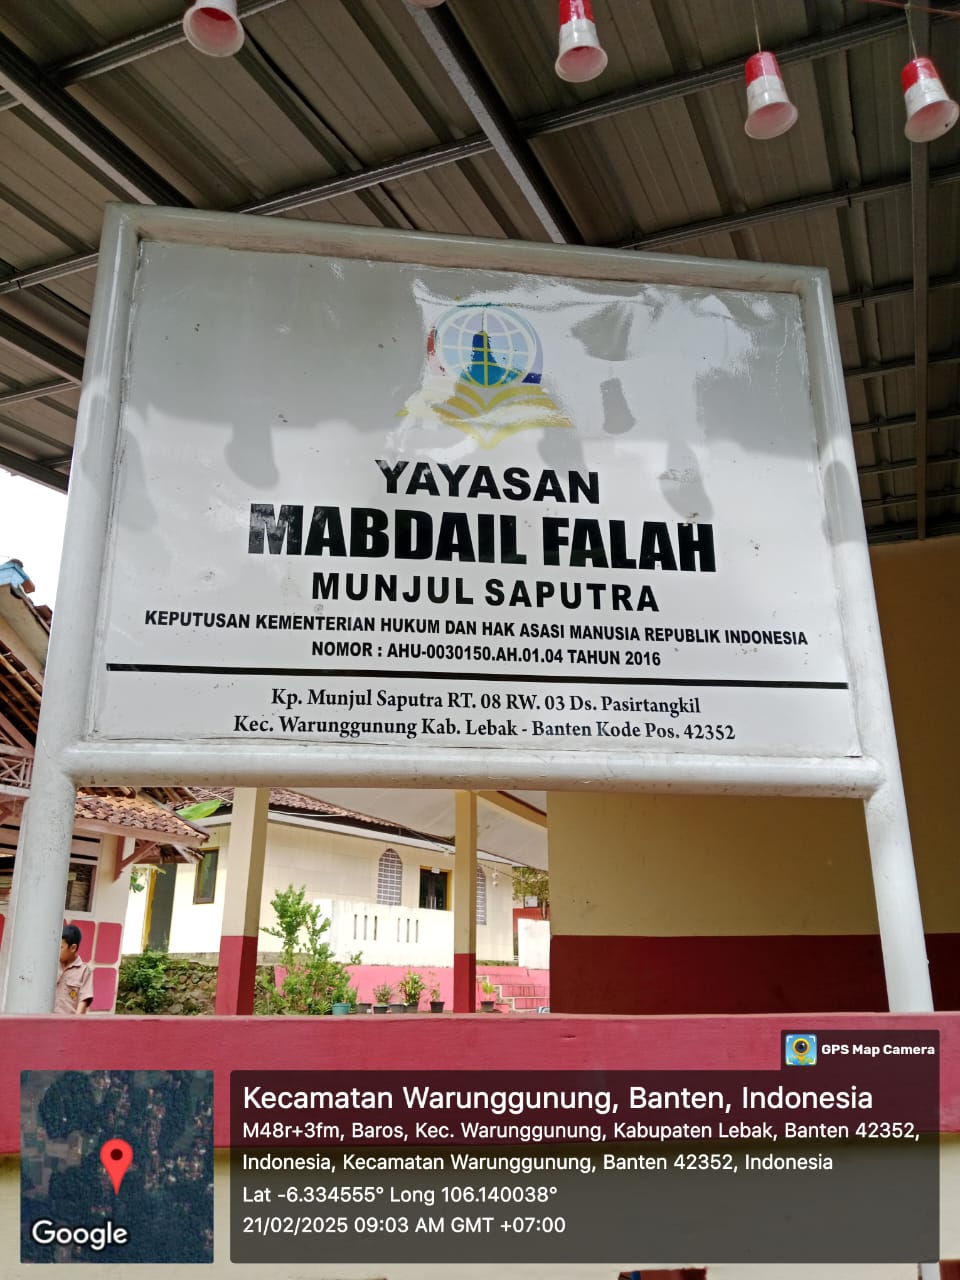 YAYASAN
MABDAIL FALAH
MUNJUL SAPUTRA
KEPUTUSAN KEMENTERIAN HUKUM DAN HAK ASASI MANUSIA REPUBLIK INDONESIA
NOMOR : AHU-0030150.AH.01.04 TAHUN 2016
Kp. Munjul Saputra RT. 08 RW. 03 Ds. Pasirtangkil
Kec. Warunggunung Kab. Lebak - Banten Kode Pos. 42352
GPS Map Camera
Kecamatan Warunggunung, Banten, Indonesia
M48r+3fm, Baros, Kec. Warunggunung, Kabupaten Lebak, Banten 42352,
Indonesia, Kecamatan Warunggunung, Banten 42352, Indonesia
Lat -6.334555° Long 106.140038°
21/02/2025 09:03 AM GMT +07:00
Google